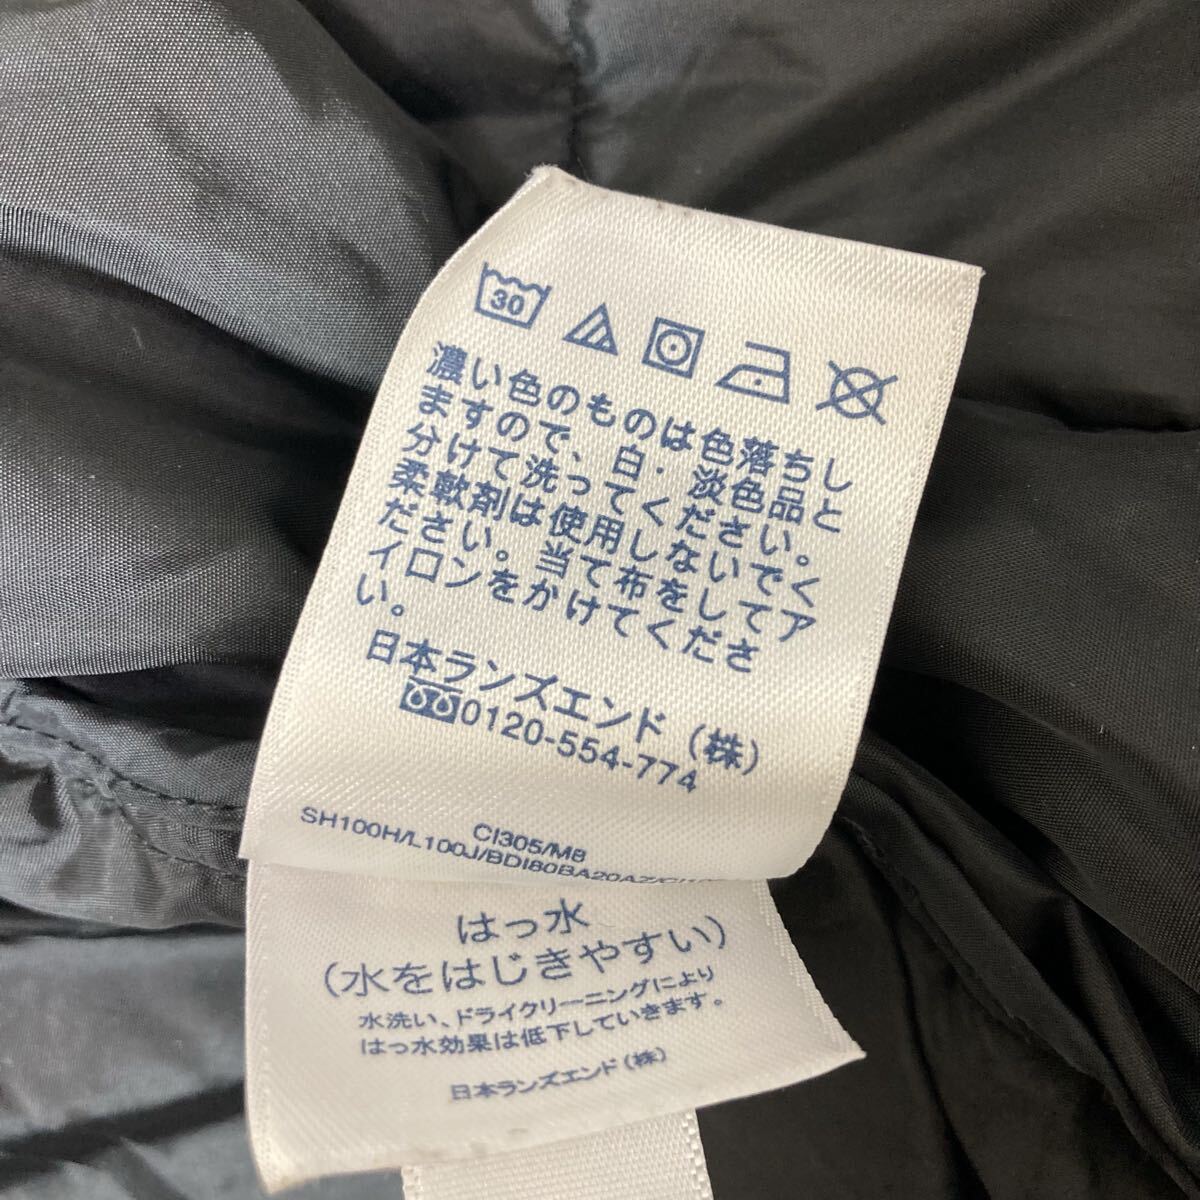 30
濃い色のものは色落ちし
ますので、白・淡色品と
分けて洗ってください。
柔軟剤は使用しないでく
ださい。当て布をしてア
イロンをかけてくださ
い。
日本ランズエンド（株）
0120-554-774
CI305/M8
SH100H/L100J/BDI80BA20AZ/
はっ水
（水をはじきやすい）
水洗い、ドライクリーニングにより
はっ水効果は低下していきます。
日本ランズエンド（株）